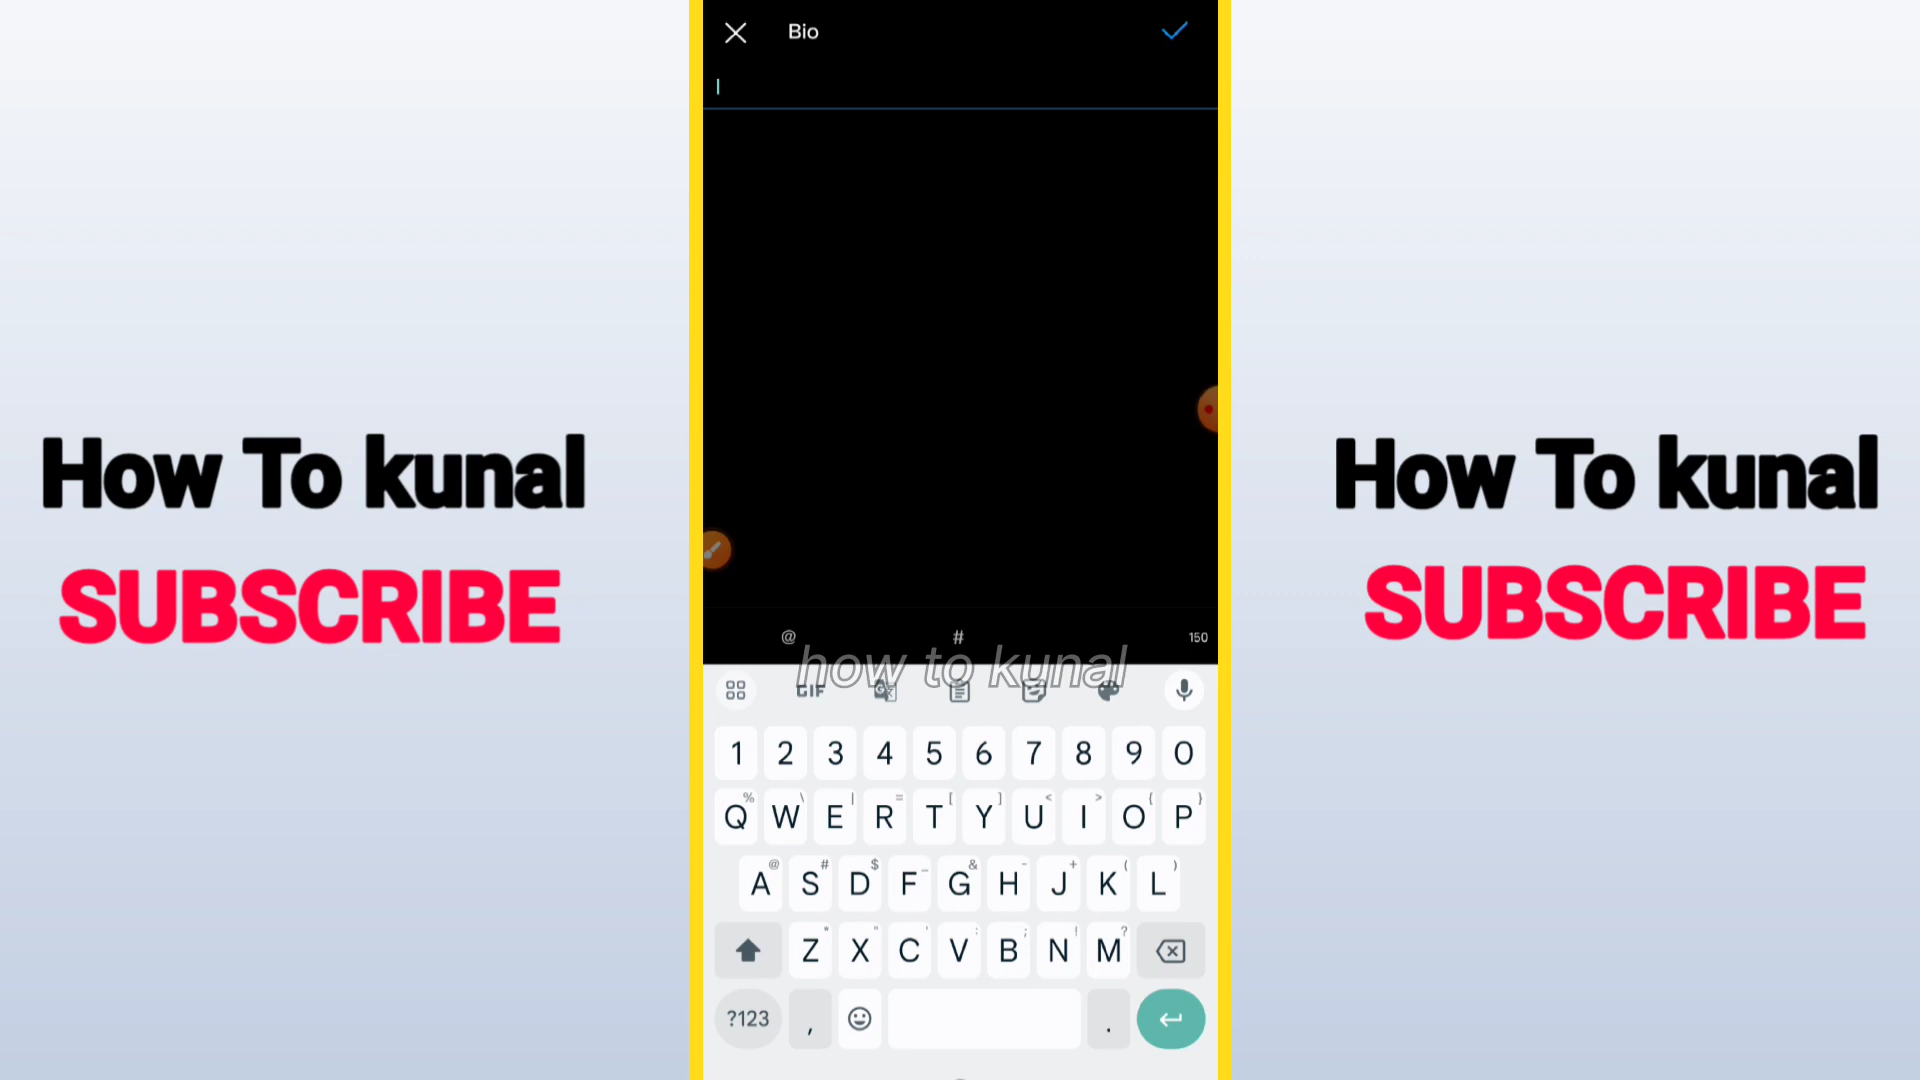 Bio
How To kunal
SUBSCRIBE
How To kunal
SUBSCRIBE
@ # 150
how to kunal
GIF
1 2 3 4 5 6 7 8 9 0
% \ | = [ ] < > { }
Q W E R T Y U I O P
@ # $ _ & - + ( )
A S D F G H J K L
* " ' : ; ! ?
Z X C V B N M
?123 , .